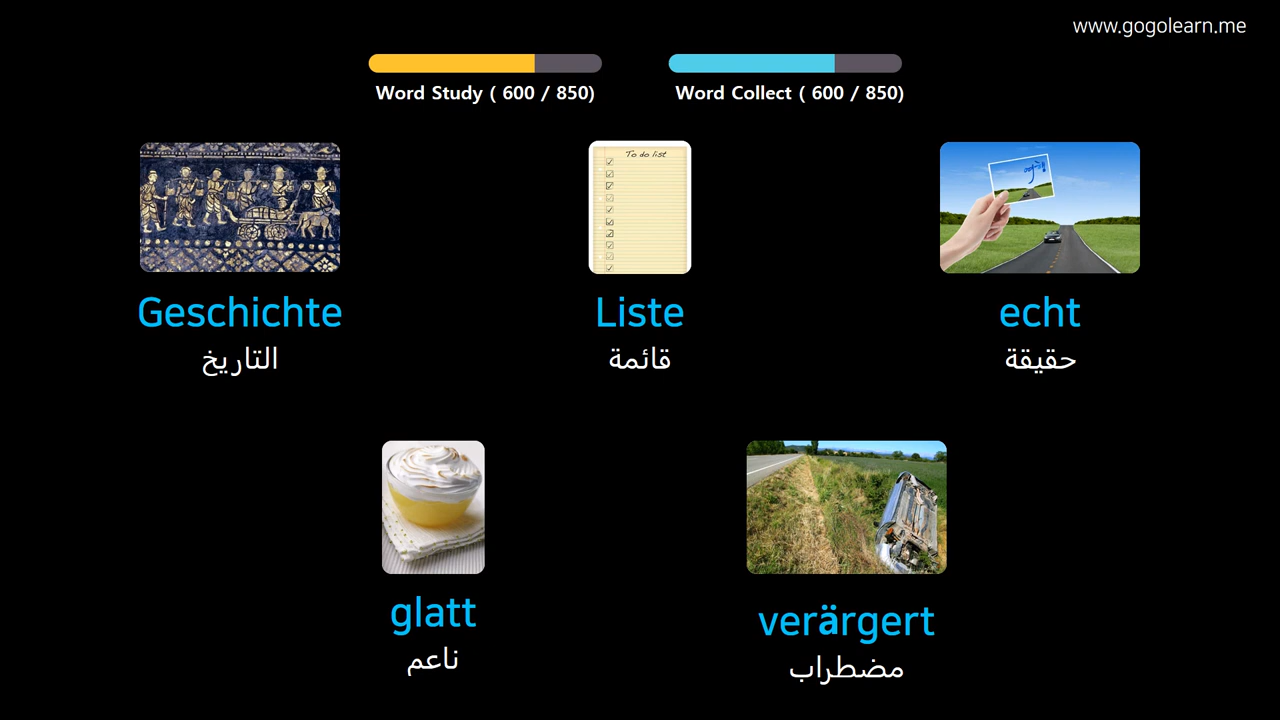 www.gogolearn.me
Word Study ( 600 / 850)
Word Collect ( 600 / 850)
To do list
Geschichte
التاريخ
Liste
قائمة
echt
حقيقة
glatt
ناعم
verärgert
مضطراب